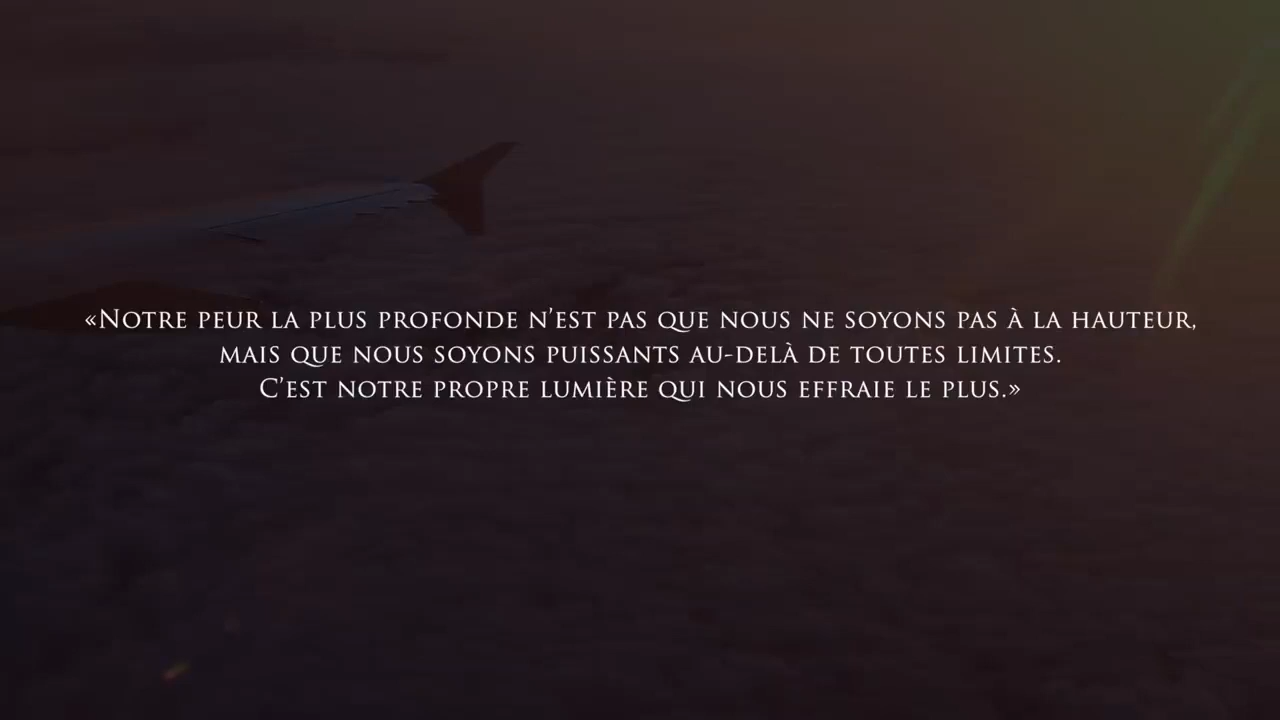 «Notre peur la plus profonde n’est pas que nous ne soyons pas à la hauteur,
mais que nous soyons puissants au-delà de toutes limites.
C’est notre propre lumière qui nous effraie le plus.»